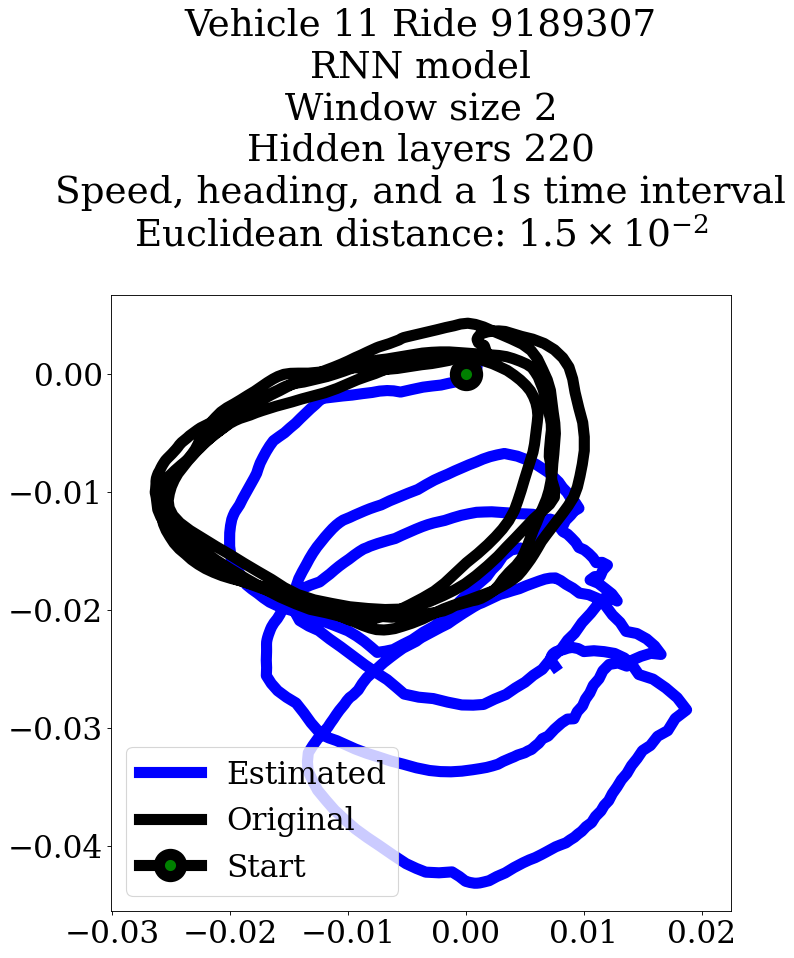 Vehicle 11 Ride 9189307
RNN model
Window size 2
Hidden layers 220
Speed, heading, and a 1s time interval
Euclidean distance: 1.5 × 10⁻²
0.00
−0.01
−0.02
−0.03
−0.04
Estimated
Original
Start
−0.03 −0.02 −0.01 0.00 0.01 0.02